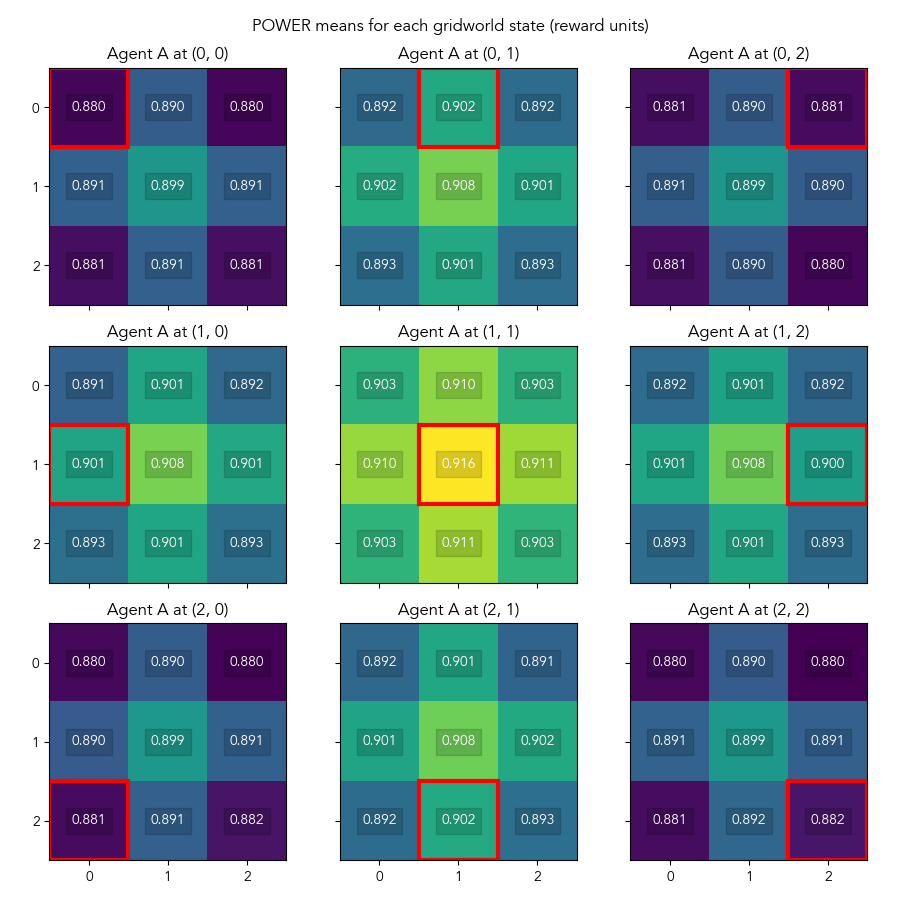 POWER means for each gridworld state (reward units)
Agent A at (0, 0) Agent A at (0, 1) Agent A at (0, 2)
0 0.880 0.890 0.880 0.892 0.902 0.892 0.881 0.890 0.881
1 0.891 0.899 0.891 0.902 0.908 0.901 0.891 0.899 0.890
2 0.881 0.891 0.881 0.893 0.901 0.893 0.881 0.890 0.880
Agent A at (1, 0) Agent A at (1, 1) Agent A at (1, 2)
0 0.891 0.901 0.892 0.903 0.910 0.903 0.892 0.901 0.892
1 0.901 0.908 0.901 0.910 0.916 0.911 0.901 0.908 0.900
2 0.893 0.901 0.893 0.903 0.911 0.903 0.893 0.901 0.893
Agent A at (2, 0) Agent A at (2, 1) Agent A at (2, 2)
0 0.880 0.890 0.880 0.892 0.901 0.891 0.880 0.890 0.880
1 0.890 0.899 0.891 0.901 0.908 0.902 0.891 0.899 0.891
2 0.881 0.891 0.882 0.892 0.902 0.893 0.881 0.892 0.882
0 1 2 0 1 2 0 1 2